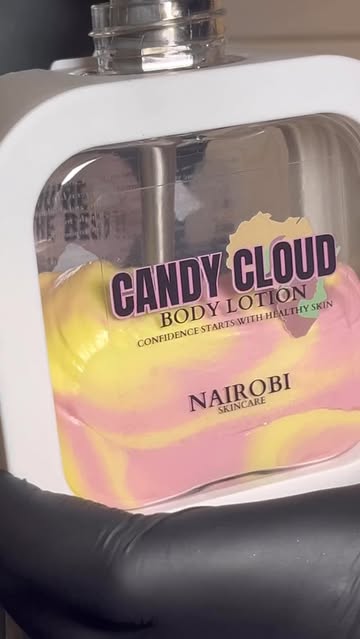 CANDY CLOUD
BODY LOTION
CONFIDENCE STARTS WITH HEALTHY SKIN
NAIROBI
SKINCARE